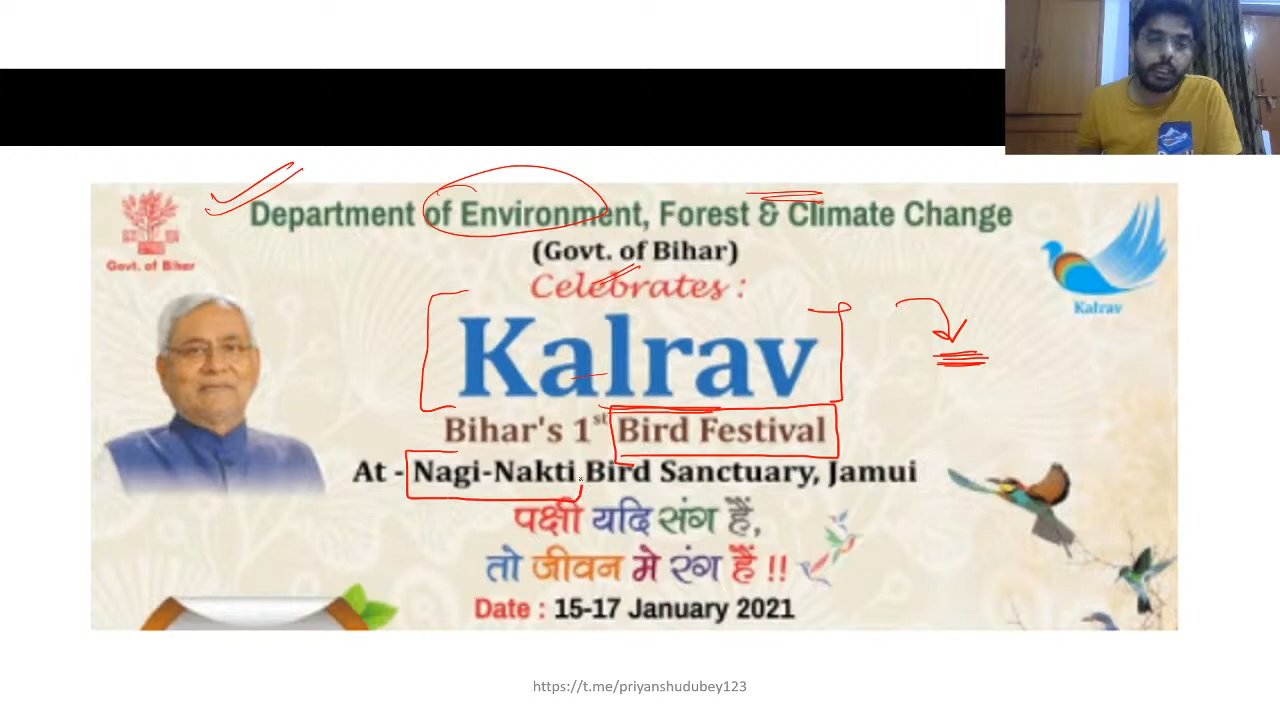 Department of Environment, Forest & Climate Change
Govt. of Bihar
(Govt. of Bihar)
Celebrates :
Kalrav
Kalrav
Bihar's 1st Bird Festival
At - Nagi-Nakti Bird Sanctuary, Jamui
पक्षी यदि संग हैं,
तो जीवन मे रंग हैं !!
Date : 15-17 January 2021
https://t.me/priyanshudubey123